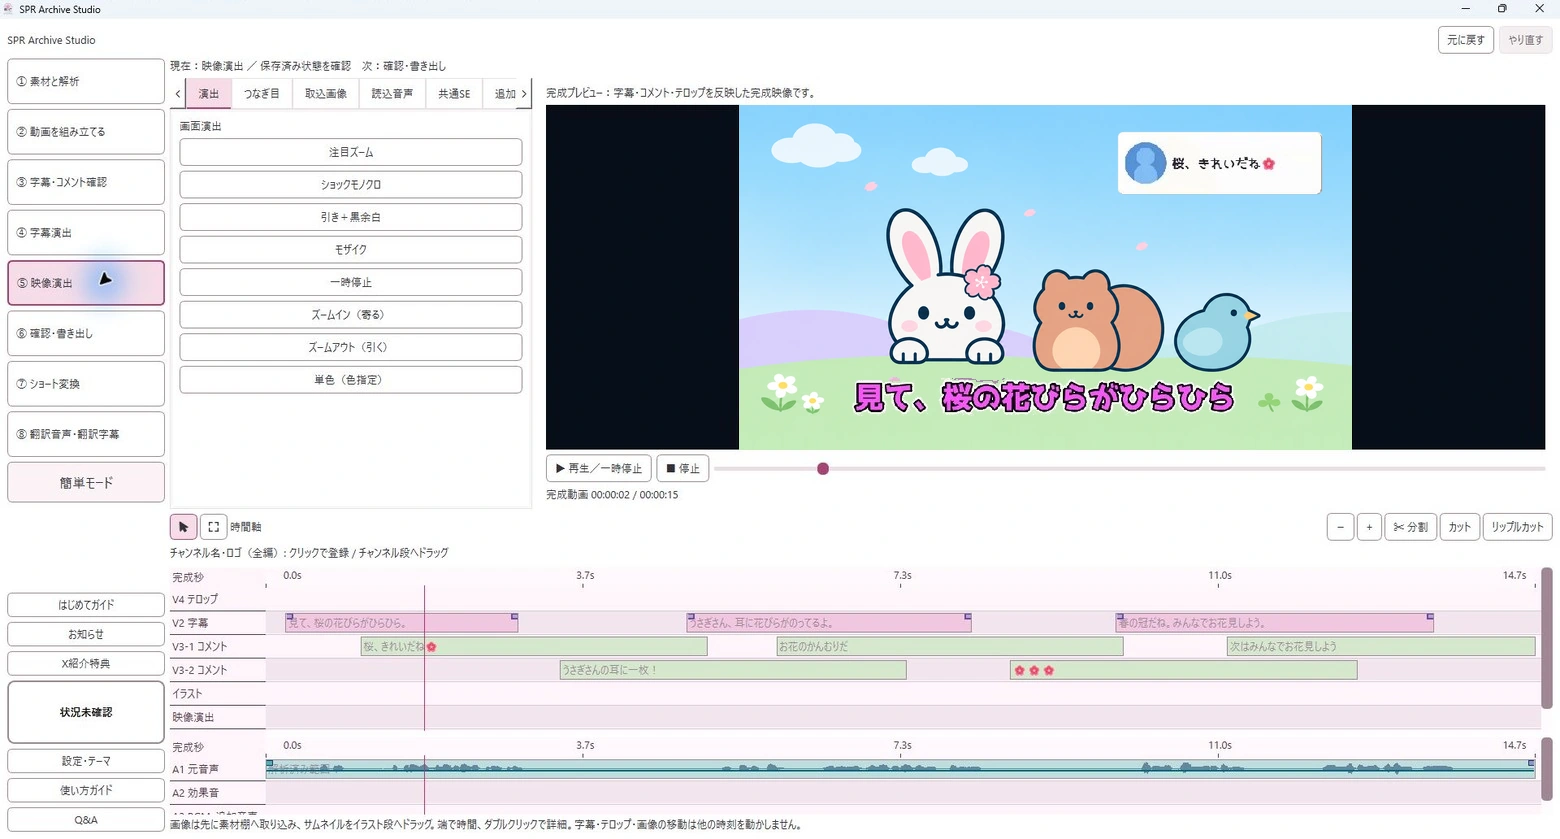 SPR Archive Studio
SPR Archive Studio
元に戻す
やり直す
① 素材と解析
② 動画を組み立てる
③ 字幕・コメント確認
④ 字幕演出
⑤ 映像演出
⑥ 確認・書き出し
⑦ ショート変換
⑧ 翻訳音声・翻訳字幕
簡単モード
はじめてガイド
お知らせ
X紹介特典
状況未確認
設定・テーマ
使い方ガイド
Q&A
現在：映像演出 ／ 保存済み状態を確認　次：確認・書き出し
演出
つなぎ目
取込画像
読込音声
共通SE
追加
画面演出
注目ズーム
ショックモノクロ
引き＋黒余白
モザイク
一時停止
ズームイン（寄る）
ズームアウト（引く）
単色（色指定）
完成プレビュー：字幕・コメント・テロップを反映した完成映像です。
桜、きれいだね🌸
見て、桜の花びらがひらひら
▶ 再生／一時停止
■ 停止
完成動画 00:00:02 / 00:00:15
時間軸
−
+
分割
カット
リップルカット
チャンネル名・ロゴ（全編）: クリックで登録 / チャンネル段へドラッグ
完成秒
0.0s
3.7s
7.3s
11.0s
14.7s
V4 テロップ
V2 字幕
見て、桜の花びらがひらひら。
うさぎさん、耳に花びらがのってるよ。
春の冠だね。みんなでお花見しよう。
V3-1 コメント
桜、きれいだね🌸
お花のかんむりだ
次はみんなでお花見しよう
V3-2 コメント
うさぎさんの耳に一枚！
🌸🌸🌸
イラスト
映像演出
完成秒
0.0s
3.7s
7.3s
11.0s
14.7s
A1 元音声
解析済み範囲
A2 効果音
画像は先に素材棚へ取り込み、サムネイルをイラスト段へドラッグ。端で時間、ダブルクリックで詳細。字幕・テロップ・画像の移動は他の時刻を動かしません。